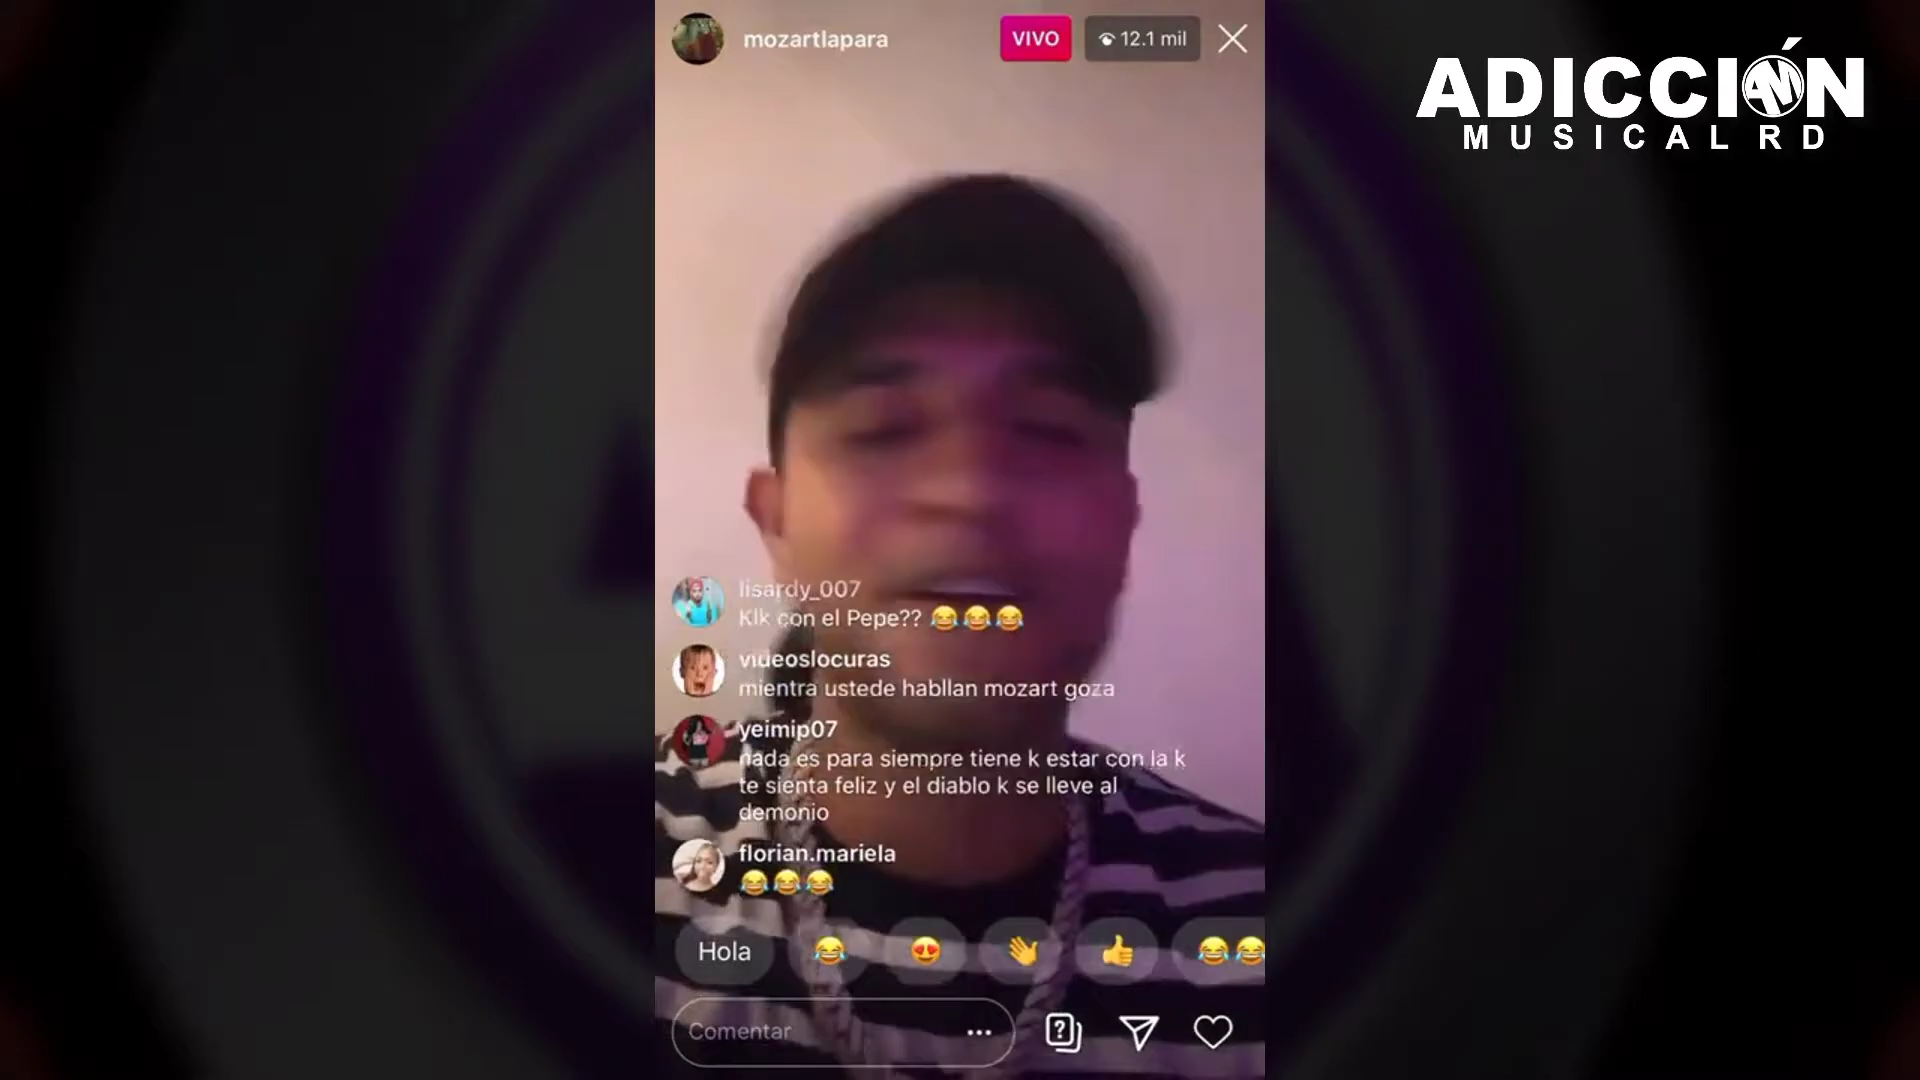 mozartlapara
VIVO
12.1 mil
ADICCIÓN
MUSICAL RD
lisardy_007
Klk con el Pepe?? 😂😂😂
videoslocuras
mientra ustede habllan mozart goza
yeimip07
nada es para siempre tiene k estar con la k
te sienta feliz y el diablo k se lleve al
demonio
florian.mariela
😂😂😂
Hola 😂 😍 👋 👍 😂😂
Comentar